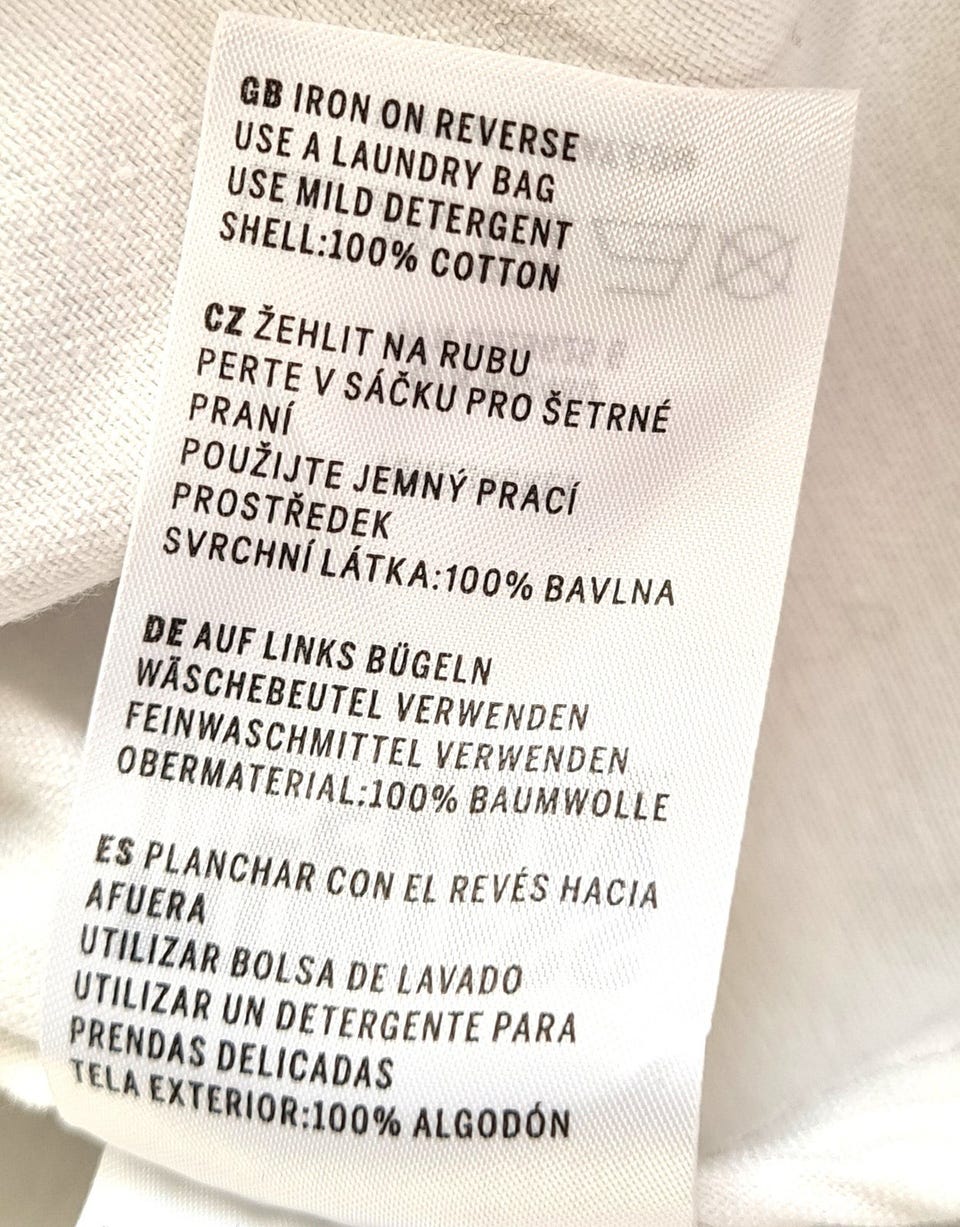 GB IRON ON REVERSE
USE A LAUNDRY BAG
USE MILD DETERGENT
SHELL:100% COTTON
CZ ŽEHLIT NA RUBU
PERTE V SÁČKU PRO ŠETRNÉ
PRANÍ
POUŽIJTE JEMNÝ PRACÍ
PROSTŘEDEK
SVRCHNÍ LÁTKA:100% BAVLNA
DE AUF LINKS BÜGELN
WÄSCHEBEUTEL VERWENDEN
FEINWASCHMITTEL VERWENDEN
OBERMATERIAL:100% BAUMWOLLE
ES PLANCHAR CON EL REVÉS HACIA
AFUERA
UTILIZAR BOLSA DE LAVADO
UTILIZAR UN DETERGENTE PARA
PRENDAS DELICADAS
TELA EXTERIOR:100% ALGODÓN